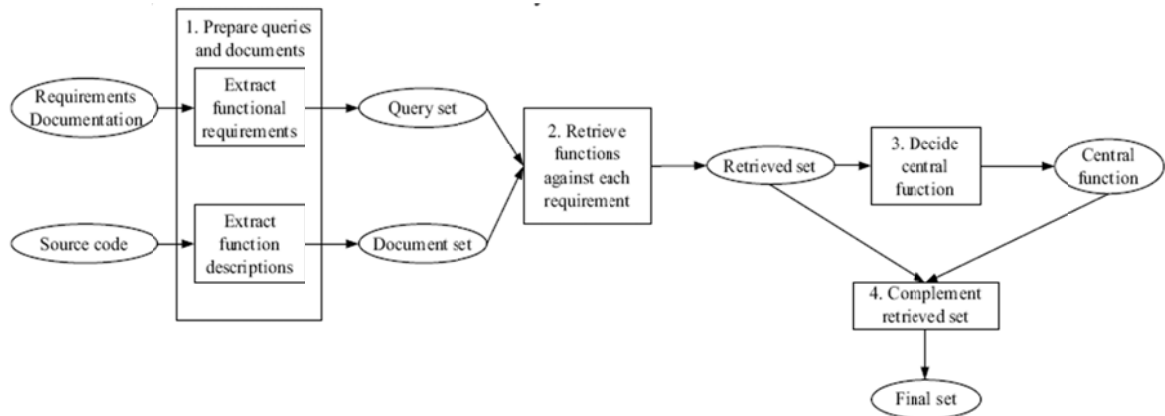 1. Prepare queries
and documents
Requirements
Documentation
Extract
functional
requirements
Query set
Source code
Extract
function
descriptions
Document set
2. Retrieve
functions
against each
requirement
Retrieved set
3. Decide
central
function
Central
function
4. Complement
retrieved set
Final set